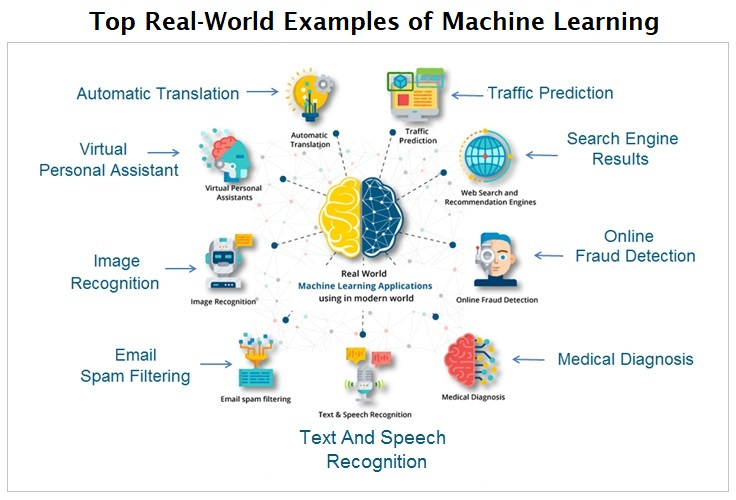 Top Real-World Examples of Machine Learning
Automatic Translation
Automatic
Translation
Traffic
Prediction
Traffic Prediction
Virtual
Personal Assistant
Virtual Personal
Assistants
Web Search and
Recommendation Engines
Search Engine
Results
Real World
Machine Learning Applications
using in modern world
Image
Recognition
Image Recognition
Online Fraud Detection
Online
Fraud Detection
Email
Spam Filtering
Email spam filtering
Text & Speech Recognition
Medical Diagnosis
Medical Diagnosis
Text And Speech
Recognition